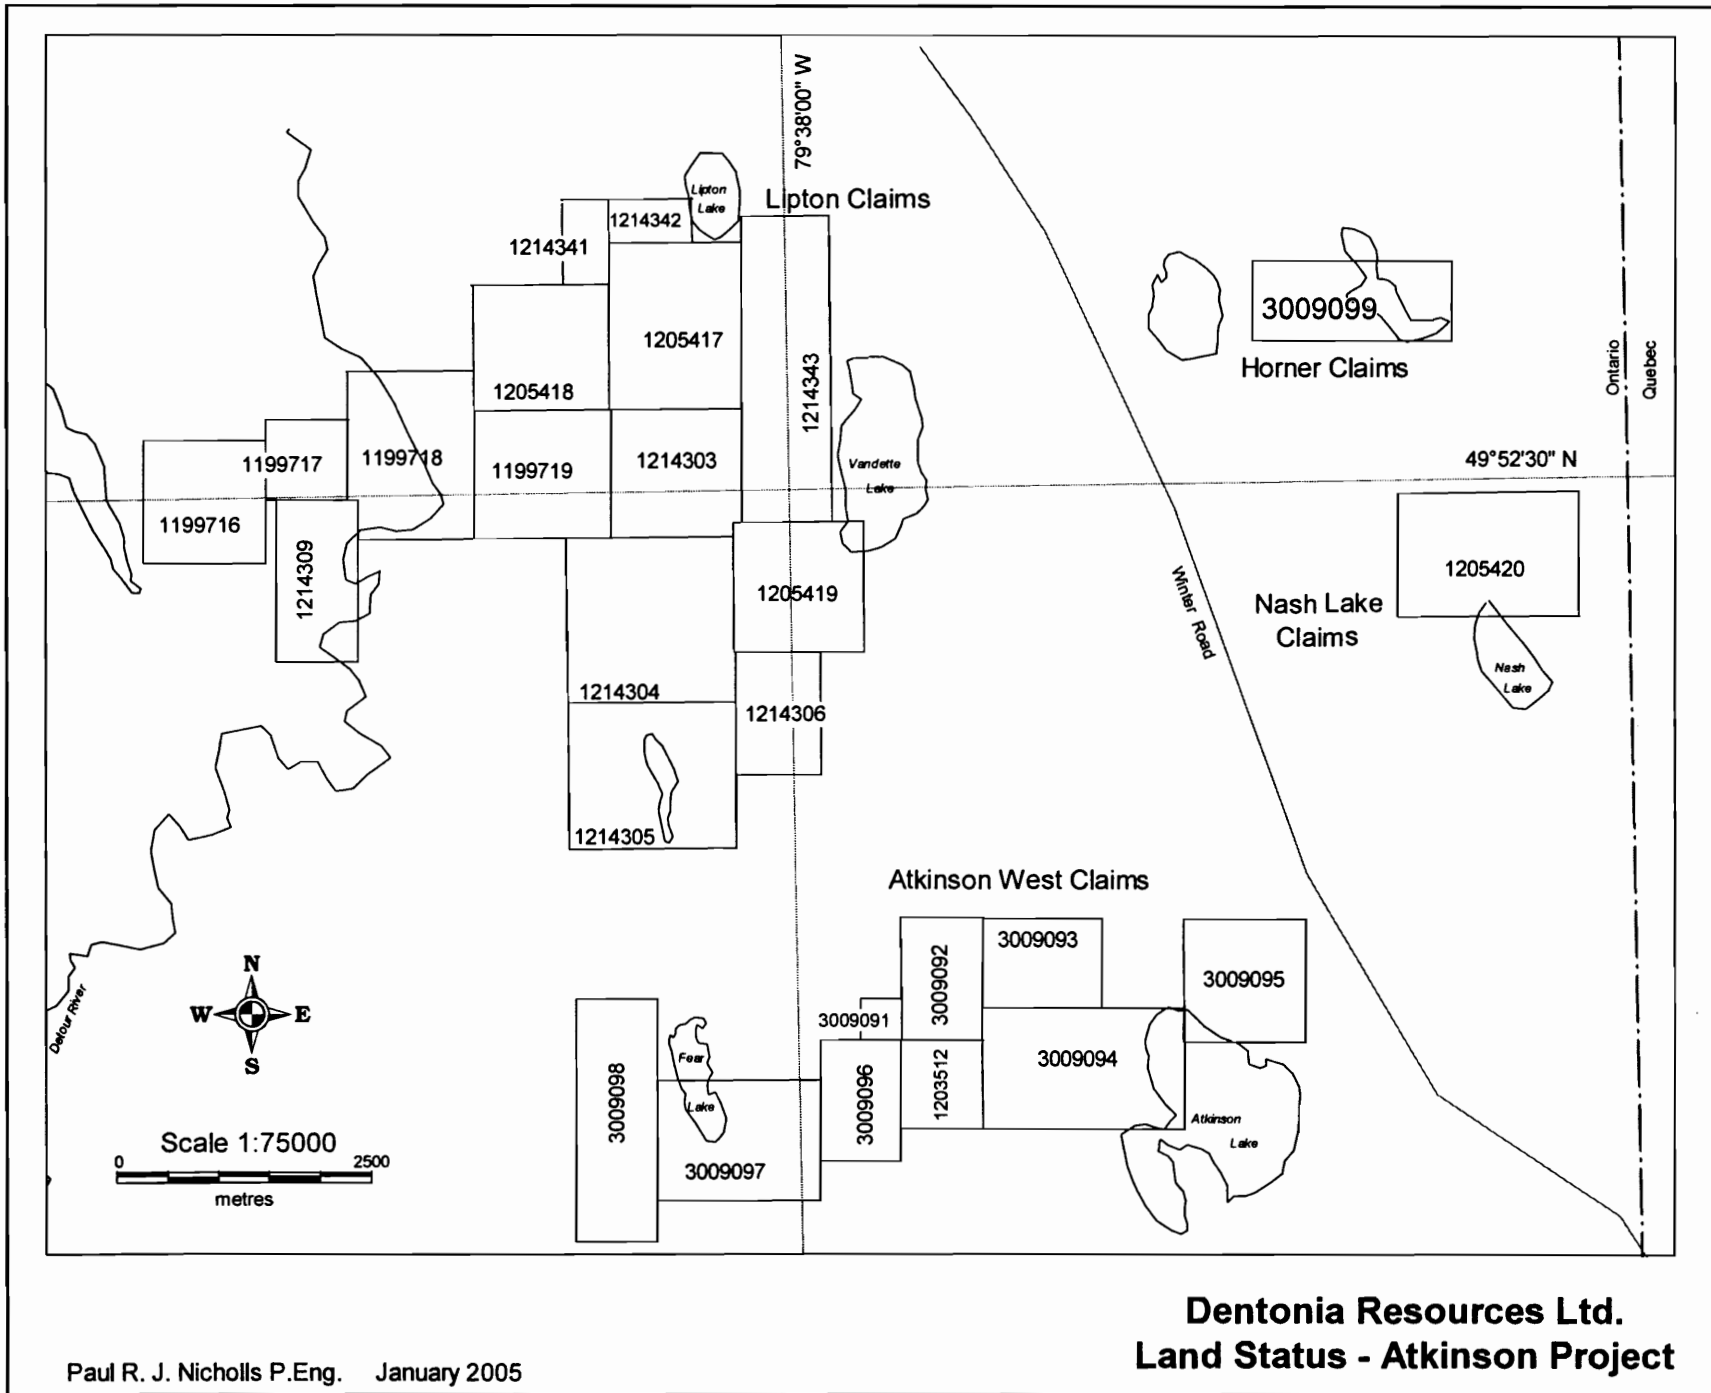 79°38'00" W
Lipton
Lake
Lipton Claims
1214342
1214341
3009099
1205417
1214343
Horner Claims
Ontario
Quebec
1205418
1199717
1199718
1199719
1214303
Vandette
Lake
49°52'30" N
1199716
1214309
1205419
1205420
Winter Road
Nash Lake
Claims
Nash
Lake
1214304
1214306
1214305
Atkinson West Claims
3009092
3009093
3009095
N
W
E
S
Detour River
3009091
3009098
Fear
Lake
3009096
1203512
3009094
Atkinson
Lake
3009097
Scale 1:75000
0
2500
metres
Dentonia Resources Ltd.
Land Status - Atkinson Project
Paul R. J. Nicholls P.Eng. January 2005